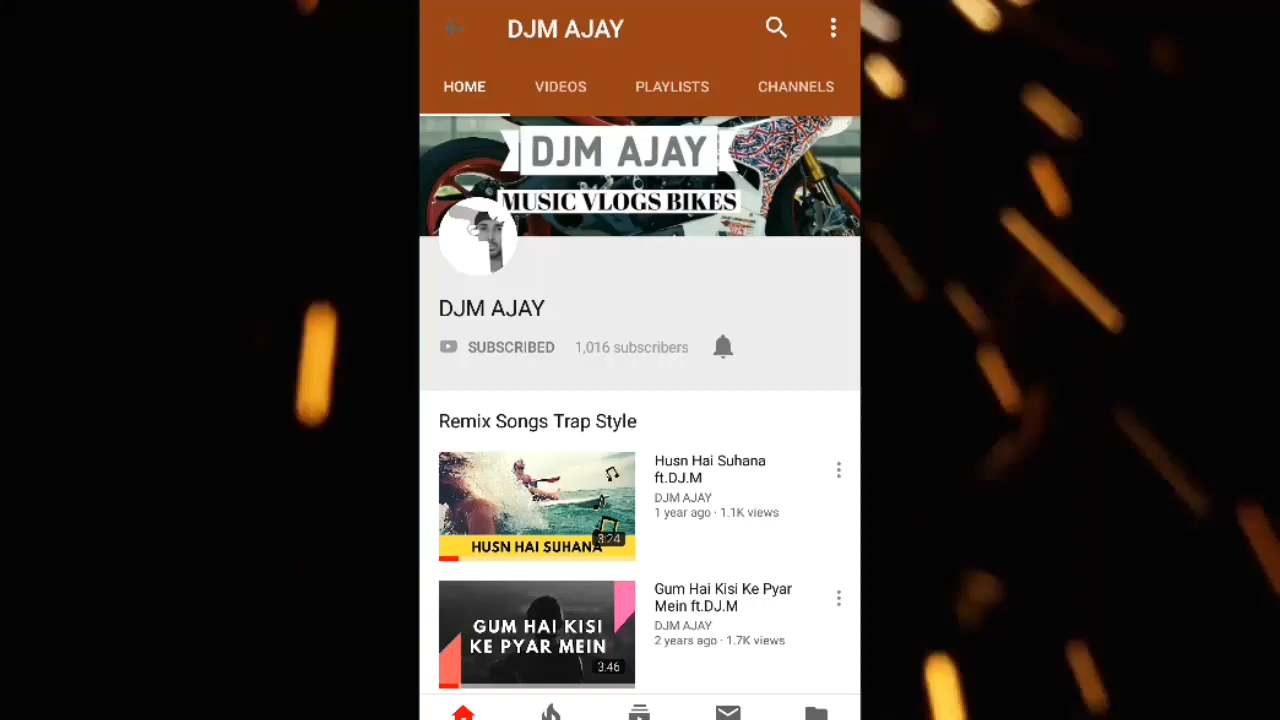 DJM AJAY
HOME VIDEOS PLAYLISTS CHANNELS
DJM AJAY
MUSIC VLOGS BIKES
DJM AJAY
SUBSCRIBED 1,016 subscribers
Remix Songs Trap Style
Husn Hai Suhana
ft.DJ.M
DJM AJAY
1 year ago · 1.1K views
3:24
HUSN HAI SUHANA
Gum Hai Kisi Ke Pyar
Mein ft.DJ.M
DJM AJAY
2 years ago · 1.7K views
GUM HAI KISI
KE PYAR MEIN
3:46